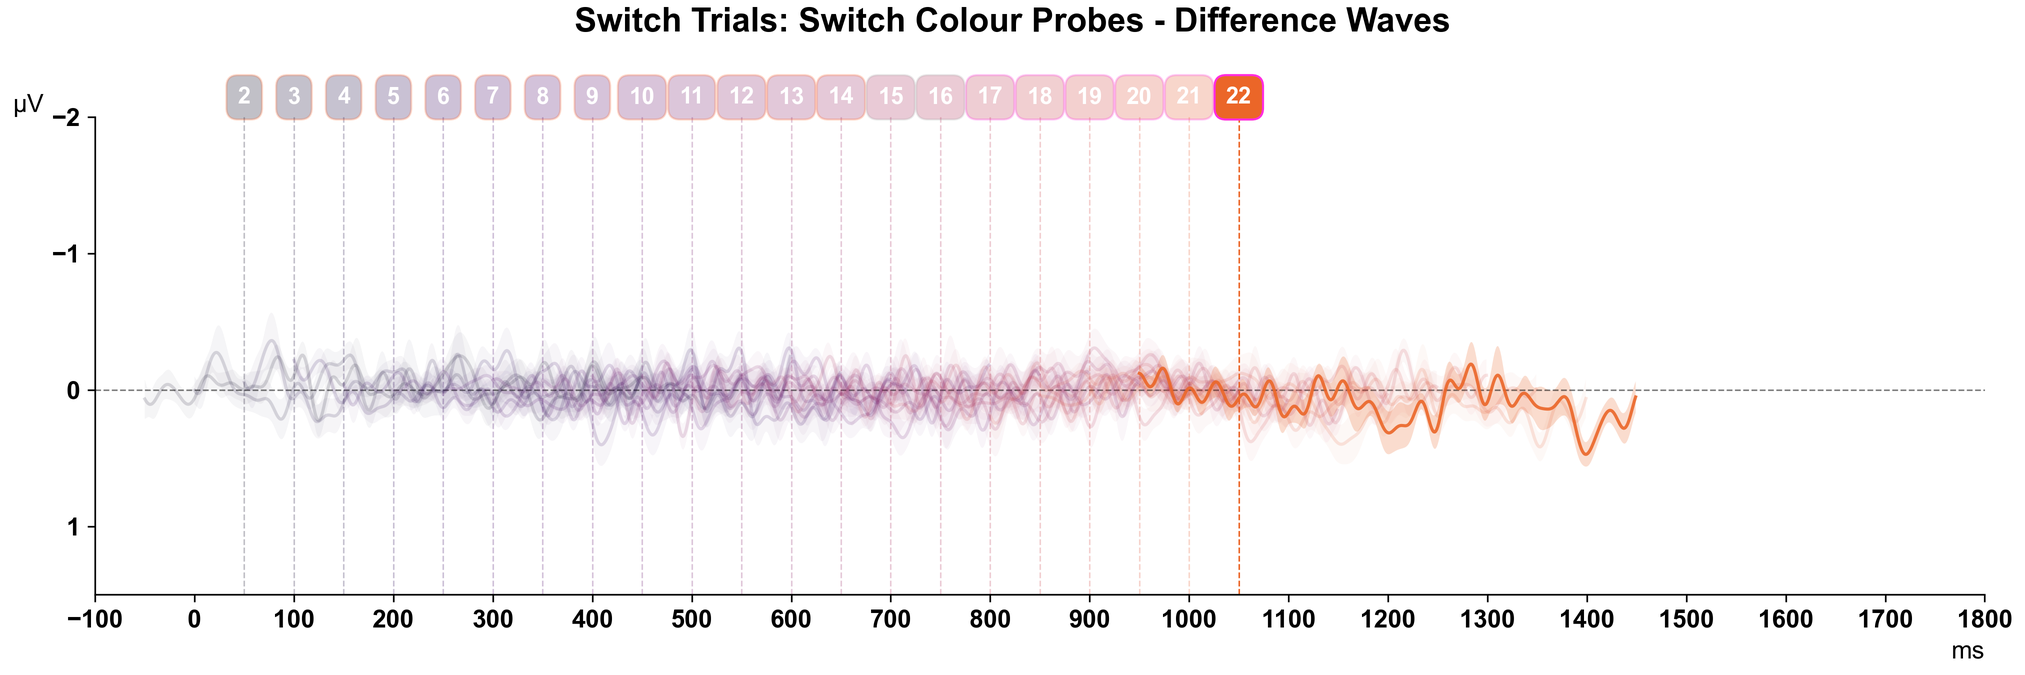 Switch Trials: Switch Colour Probes - Difference Waves
2 3 4 5 6 7 8 9 10 11 12 13 14 15 16 17 18 19 20 21 22
µV
−2
−1
0
1
−100 0 100 200 300 400 500 600 700 800 900 1000 1100 1200 1300 1400 1500 1600 1700 1800
ms